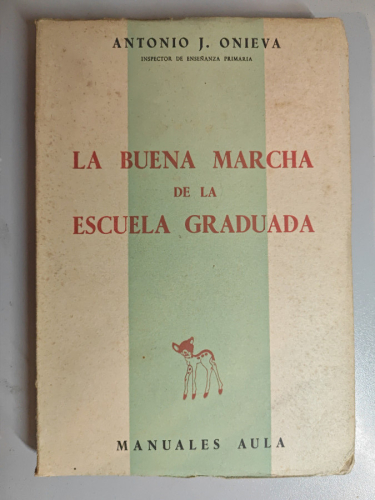 ANTONIO J. ONIEVA
INSPECTOR DE ENSEÑANZA PRIMARIA
LA BUENA MARCHA
DE LA
ESCUELA GRADUADA
MANUALES AULA